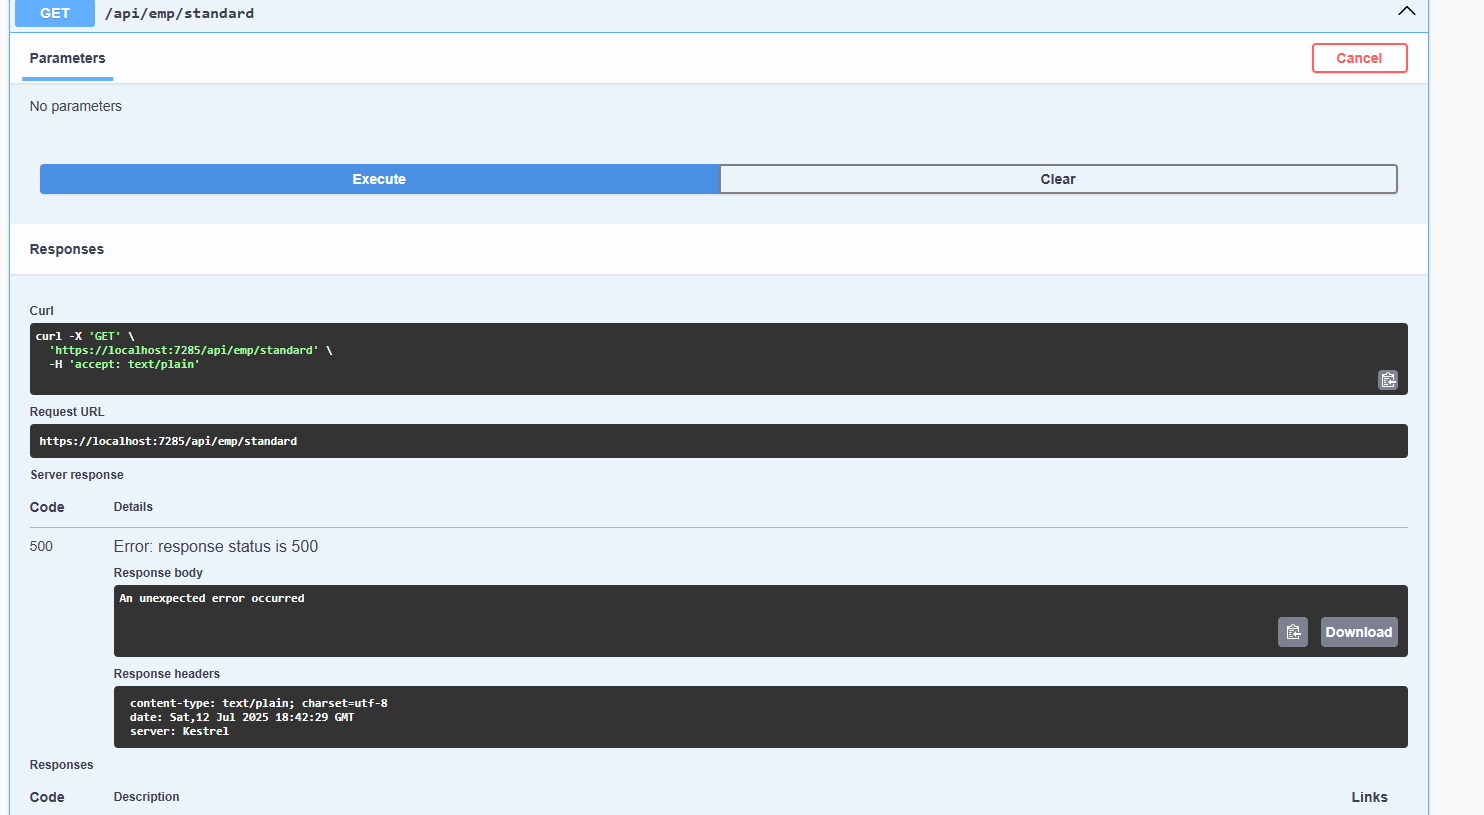 GET /api/emp/standard
Parameters
Cancel
No parameters
Execute
Clear
Responses
Curl
curl -X 'GET' \
  'https://localhost:7285/api/emp/standard' \
  -H 'accept: text/plain'
Request URL
https://localhost:7285/api/emp/standard
Server response
Code Details
500 Error: response status is 500
Response body
An unexpected error occurred
Download
Response headers
content-type: text/plain; charset=utf-8
date: Sat,12 Jul 2025 18:42:29 GMT
server: Kestrel
Responses
Code Description Links